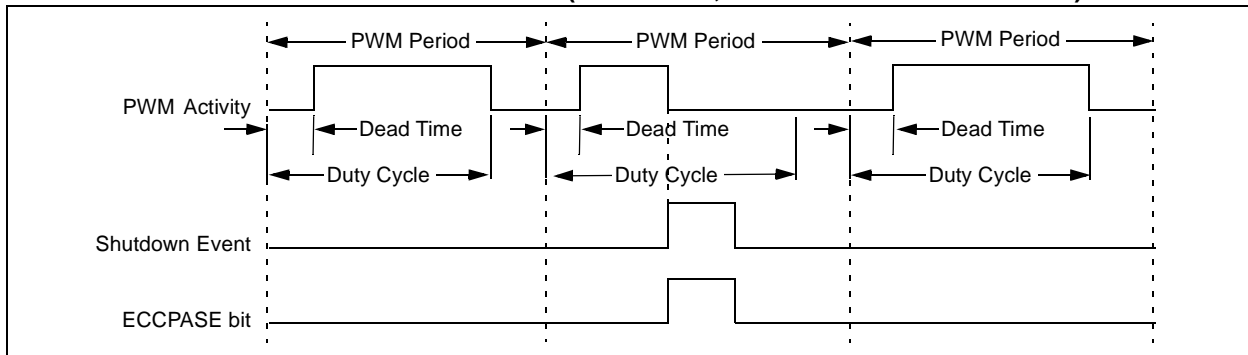 PWM Period PWM Period PWM Period
PWM Activity
Dead Time Dead Time Dead Time
Duty Cycle Duty Cycle Duty Cycle
Shutdown Event
ECCPASE bit